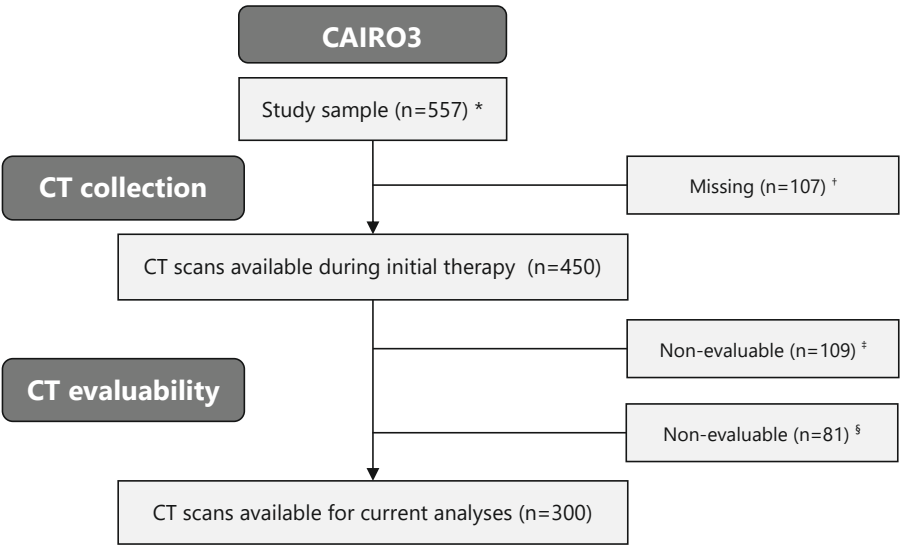 CAIRO3
Study sample (n=557) *
CT collection
Missing (n=107) †
CT scans available during initial therapy (n=450)
Non-evaluable (n=109) ‡
CT evaluability
Non-evaluable (n=81) §
CT scans available for current analyses (n=300)